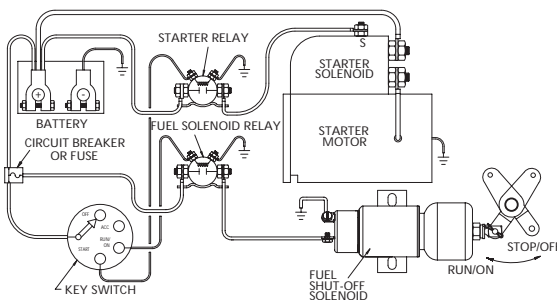 STARTER RELAY
S
STARTER
SOLENOID
+
-
BATTERY
FUEL SOLENOID RELAY
STARTER
MOTOR
CIRCUIT BREAKER
OR FUSE
OFF
ACC
RUN/
ON
START
KEY SWITCH
FUEL
SHUT-OFF
SOLENOID
RUN/ON
STOP/OFF